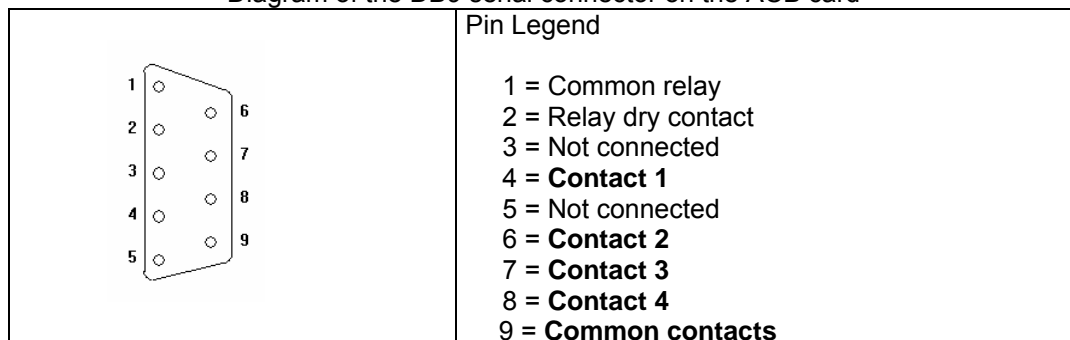 Diagram of the DB9 serial connector on the ACB card
Pin Legend
1
2
3
4
5
6
7
8
9
1 = Common relay
2 = Relay dry contact
3 = Not connected
4 = Contact 1
5 = Not connected
6 = Contact 2
7 = Contact 3
8 = Contact 4
9 = Common contacts